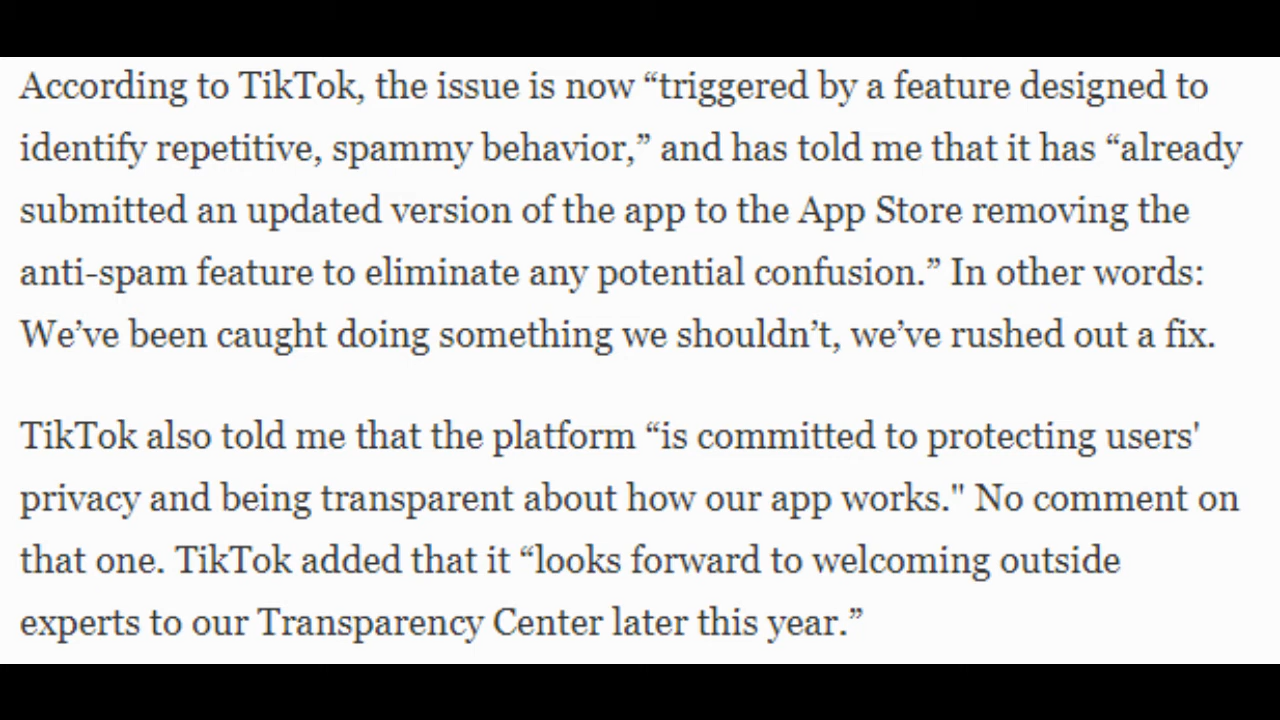 According to TikTok, the issue is now “triggered by a feature designed to
identify repetitive, spammy behavior,” and has told me that it has “already
submitted an updated version of the app to the App Store removing the
anti-spam feature to eliminate any potential confusion.” In other words:
We’ve been caught doing something we shouldn’t, we’ve rushed out a fix.
TikTok also told me that the platform “is committed to protecting users'
privacy and being transparent about how our app works." No comment on
that one. TikTok added that it “looks forward to welcoming outside
experts to our Transparency Center later this year.”